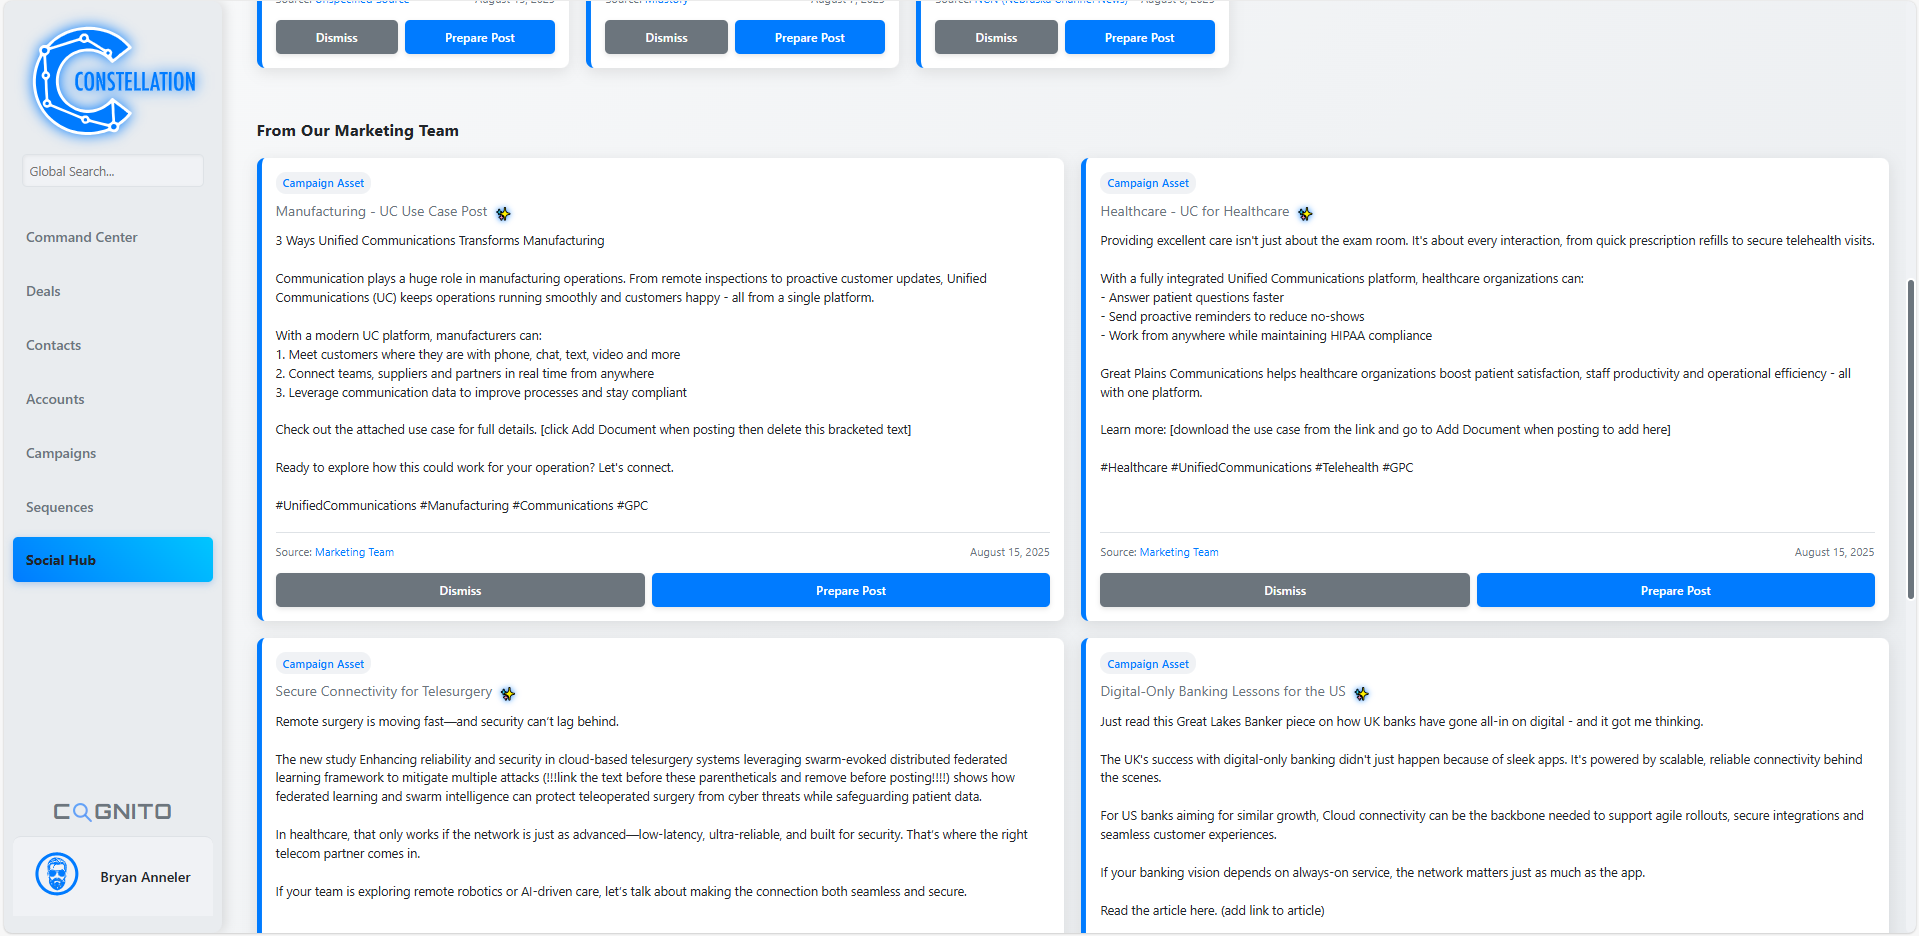 CONSTELLATION
Global Search...
Command Center
Deals
Contacts
Accounts
Campaigns
Sequences
Social Hub
COGNITO
Bryan Anneler
Source: Unspecified Source August 15, 2025
Dismiss
Prepare Post
Source: Midstory August 7, 2025
Dismiss
Prepare Post
Source: NCN (Nebraska Channel News) August 6, 2025
Dismiss
Prepare Post
From Our Marketing Team
Campaign Asset
Manufacturing - UC Use Case Post
3 Ways Unified Communications Transforms Manufacturing
Communication plays a huge role in manufacturing operations. From remote inspections to proactive customer updates, Unified
Communications (UC) keeps operations running smoothly and customers happy - all from a single platform.
With a modern UC platform, manufacturers can:
1. Meet customers where they are with phone, chat, text, video and more
2. Connect teams, suppliers and partners in real time from anywhere
3. Leverage communication data to improve processes and stay compliant
Check out the attached use case for full details. [click Add Document when posting then delete this bracketed text]
Ready to explore how this could work for your operation? Let's connect.
#UnifiedCommunications #Manufacturing #Communications #GPC
Source: Marketing Team August 15, 2025
Dismiss
Prepare Post
Campaign Asset
Healthcare - UC for Healthcare
Providing excellent care isn't just about the exam room. It's about every interaction, from quick prescription refills to secure telehealth visits.
With a fully integrated Unified Communications platform, healthcare organizations can:
- Answer patient questions faster
- Send proactive reminders to reduce no-shows
- Work from anywhere while maintaining HIPAA compliance
Great Plains Communications helps healthcare organizations boost patient satisfaction, staff productivity and operational efficiency - all
with one platform.
Learn more: [download the use case from the link and go to Add Document when posting to add here]
#Healthcare #UnifiedCommunications #Telehealth #GPC
Source: Marketing Team August 15, 2025
Dismiss
Prepare Post
Campaign Asset
Secure Connectivity for Telesurgery
Remote surgery is moving fast—and security can’t lag behind.
The new study Enhancing reliability and security in cloud-based telesurgery systems leveraging swarm-evoked distributed federated
learning framework to mitigate multiple attacks (!!!link the text before these parentheticals and remove before posting!!!!) shows how
federated learning and swarm intelligence can protect teleoperated surgery from cyber threats while safeguarding patient data.
In healthcare, that only works if the network is just as advanced—low-latency, ultra-reliable, and built for security. That’s where the right
telecom partner comes in.
If your team is exploring remote robotics or AI-driven care, let’s talk about making the connection both seamless and secure.
Campaign Asset
Digital-Only Banking Lessons for the US
Just read this Great Lakes Banker piece on how UK banks have gone all-in on digital - and it got me thinking.
The UK's success with digital-only banking didn't just happen because of sleek apps. It's powered by scalable, reliable connectivity behind
the scenes.
For US banks aiming for similar growth, Cloud connectivity can be the backbone needed to support agile rollouts, secure integrations and
seamless customer experiences.
If your banking vision depends on always-on service, the network matters just as much as the app.
Read the article here. (add link to article)